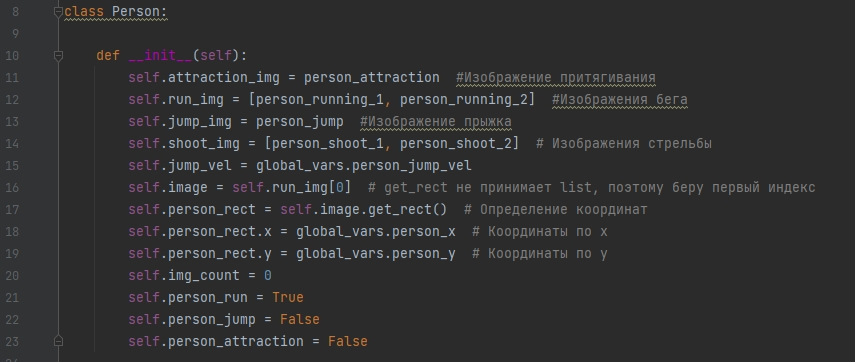 8 class Person:
9
10 def __init__(self):
11 self.attraction_img = person_attraction  #Изображение притягивания
12 self.run_img = [person_running_1, person_running_2]  #Изображения бега
13 self.jump_img = person_jump  #Изображение прыжка
14 self.shoot_img = [person_shoot_1, person_shoot_2]  # Изображения стрельбы
15 self.jump_vel = global_vars.person_jump_vel
16 self.image = self.run_img[0]  # get_rect не принимает list, поэтому беру первый индекс
17 self.person_rect = self.image.get_rect()  # Определение координат
18 self.person_rect.x = global_vars.person_x  # Координаты по x
19 self.person_rect.y = global_vars.person_y  # Координаты по y
20 self.img_count = 0
21 self.person_run = True
22 self.person_jump = False
23 self.person_attraction = False